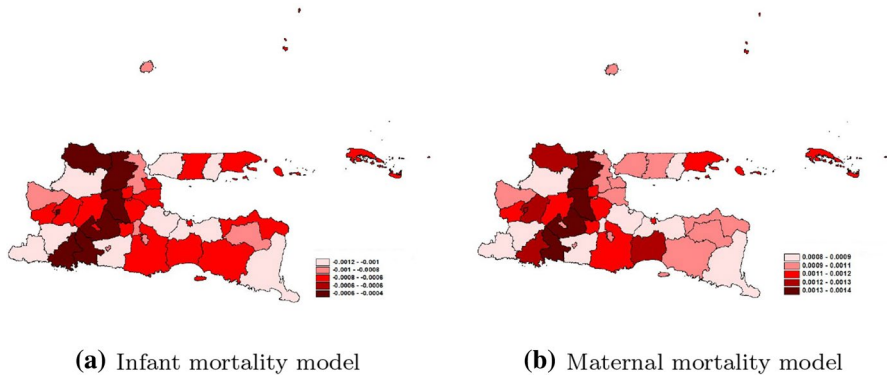 -0.0012 - -0.001
-0.001 - -0.0008
-0.0008 - -0.0006
-0.0006 - -0.0005
-0.0005 - -0.0004
0.0008 - 0.0009
0.0009 - 0.0011
0.0011 - 0.0012
0.0012 - 0.0013
0.0013 - 0.0014
(a) Infant mortality model
(b) Maternal mortality model